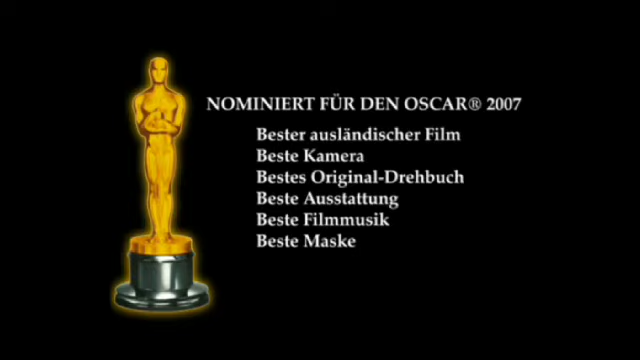 NOMINIERT FÜR DEN OSCAR® 2007
Bester ausländischer Film
Beste Kamera
Bestes Original-Drehbuch
Beste Ausstattung
Beste Filmmusik
Beste Maske